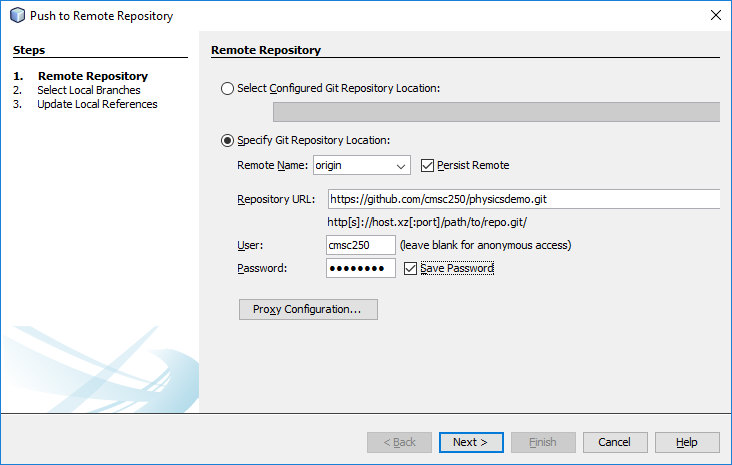 Push to Remote Repository
Steps
1. Remote Repository
2. Select Local Branches
3. Update Local References
Remote Repository
Select Configured Git Repository Location:
Specify Git Repository Location:
Remote Name: origin Persist Remote
Repository URL: https://github.com/cmsc250/physicsdemo.git
http[s]://host.xz[:port]/path/to/repo.git/
User: cmsc250 (leave blank for anonymous access)
Password: ●●●●●●●● Save Password
Proxy Configuration...
< Back Next > Finish Cancel Help